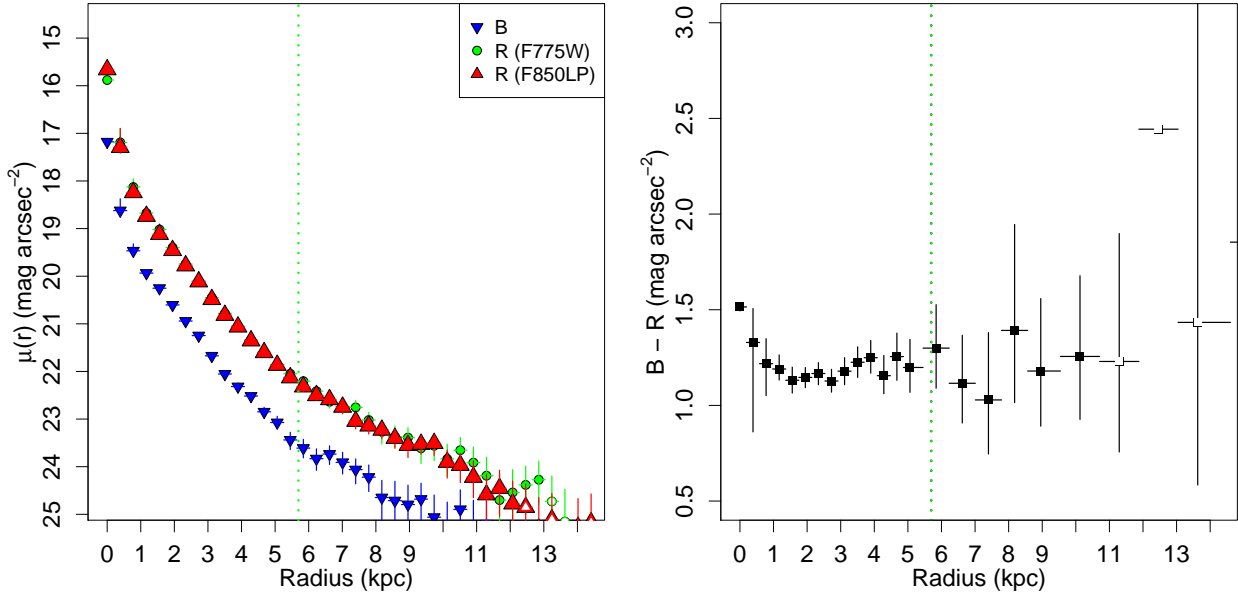 B
R (F775W)
R (F850LP)
15
16
17
18
19
20
21
22
23
24
25
μ(r) (mag arcsec−2)
0 1 2 3 4 5 6 7 8 9 11 13
Radius (kpc)
3.0
2.5
2.0
1.5
1.0
0.5
B − R (mag arcsec−2)
0 1 2 3 4 5 6 7 8 9 11 13
Radius (kpc)